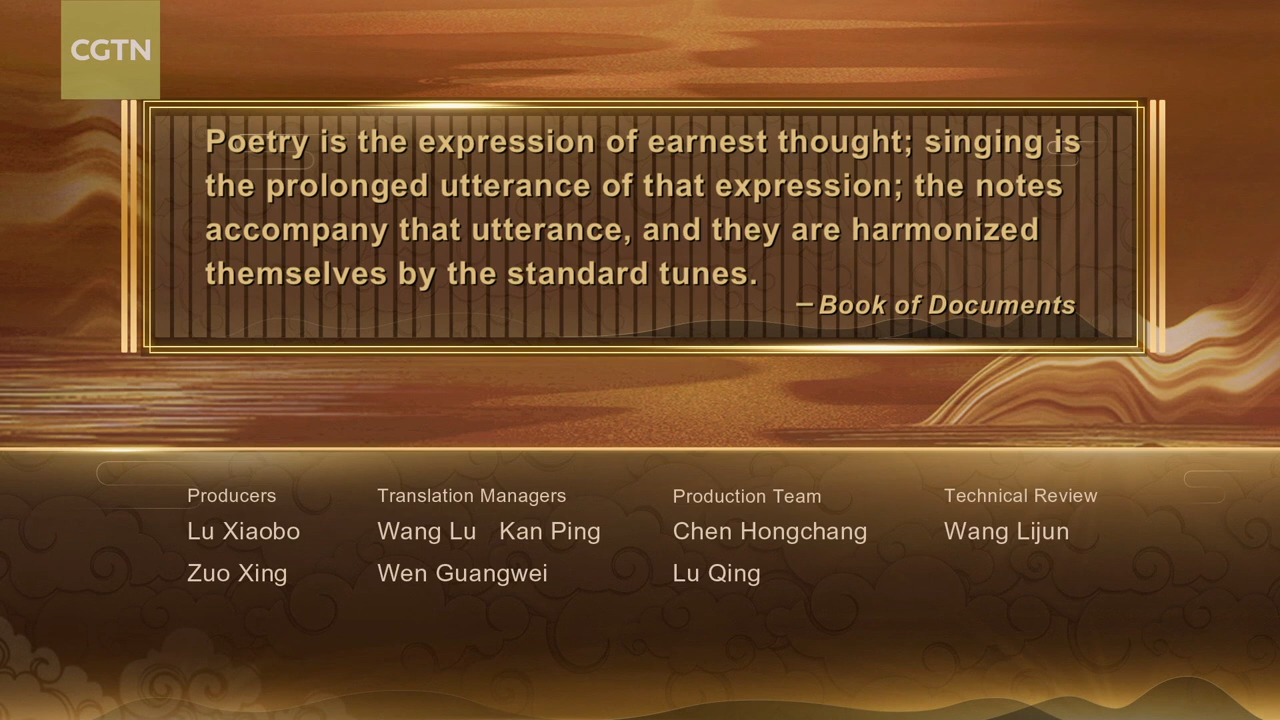 CGTN
Poetry is the expression of earnest thought; singing is
the prolonged utterance of that expression; the notes
accompany that utterance, and they are harmonized
themselves by the standard tunes.
—Book of Documents
Producers
Lu Xiaobo
Zuo Xing
Translation Managers
Wang Lu Kan Ping
Wen Guangwei
Production Team
Chen Hongchang
Lu Qing
Technical Review
Wang Lijun